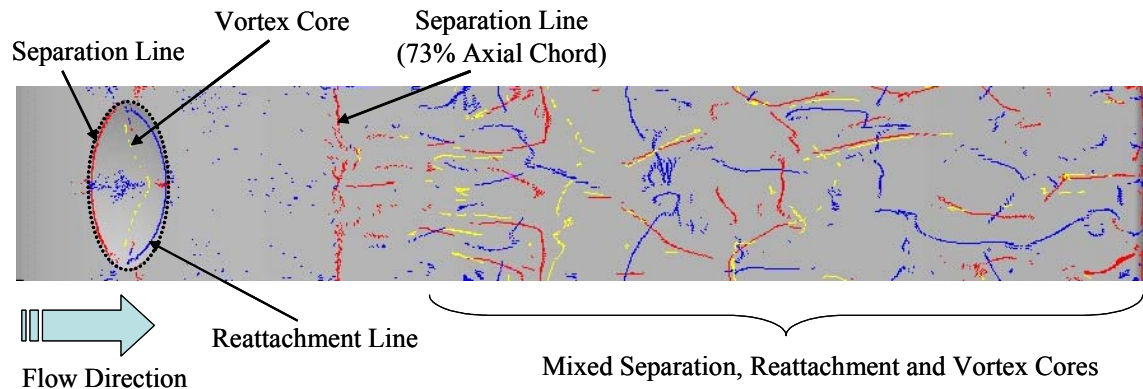 Vortex Core
Separation Line
Separation Line
(73% Axial Chord)
Reattachment Line
Flow Direction
Mixed Separation, Reattachment and Vortex Cores